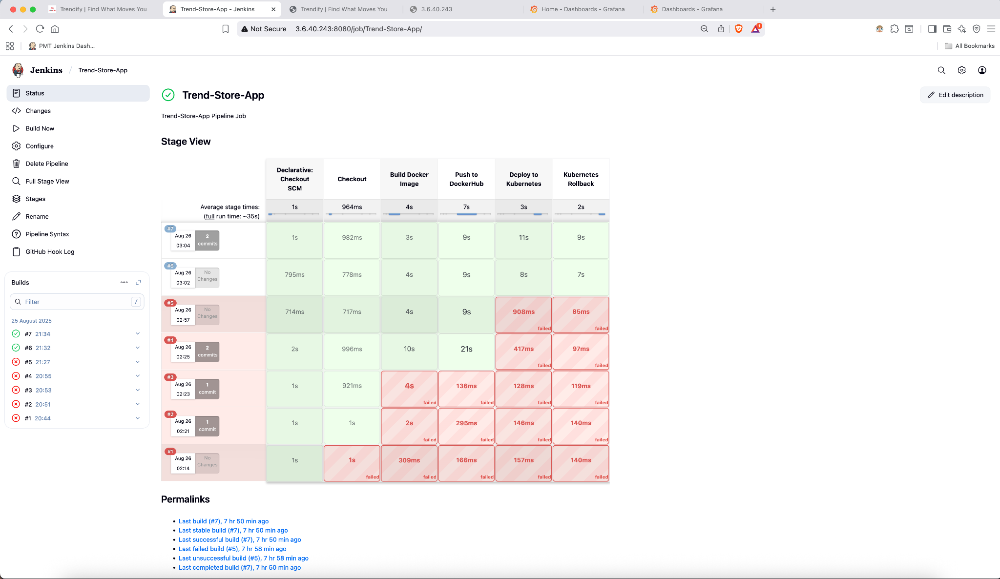 Trendify | Find What Moves You
Trend-Store-App - Jenkins
Trendify | Find What Moves You
3.6.40.243
Home - Dashboards - Grafana
Dashboards - Grafana
Not Secure 3.6.40.243:8080/job/Trend-Store-App/
1
PMT Jenkins Dash...
All Bookmarks
Jenkins / Trend-Store-App
Status
Changes
Build Now
Configure
Delete Pipeline
Full Stage View
Stages
Rename
Pipeline Syntax
GitHub Hook Log
Builds
Filter /
25 August 2025
#7 21:34
#6 21:32
#5 21:27
#4 20:55
#3 20:53
#2 20:51
#1 20:44
Trend-Store-App
Edit description
Trend-Store-App Pipeline Job
Stage View
Declarative: Checkout SCM
Checkout
Build Docker Image
Push to DockerHub
Deploy to Kubernetes
Kubernetes Rollback
Average stage times:
(full run time: ~35s)
1s 964ms 4s 7s 3s 2s
#7
Aug 26 03:04
2 commits
1s 982ms 3s 9s 11s 9s
#6
Aug 26 03:02
No Changes
795ms 778ms 4s 9s 8s 7s
#5
Aug 26 02:57
No Changes
714ms 717ms 4s 9s 908ms failed 85ms failed
#4
Aug 26 02:25
2 commits
2s 996ms 10s 21s 417ms failed 97ms failed
#3
Aug 26 02:23
1 commit
1s 921ms 4s failed 136ms failed 128ms failed 119ms failed
#2
Aug 26 02:21
1 commit
1s 1s 2s failed 295ms failed 146ms failed 140ms failed
#1
Aug 26 02:14
No Changes
1s 1s failed 309ms failed 166ms failed 157ms failed 140ms failed
Permalinks
Last build (#7), 7 hr 50 min ago
Last stable build (#7), 7 hr 50 min ago
Last successful build (#7), 7 hr 50 min ago
Last failed build (#5), 7 hr 58 min ago
Last unsuccessful build (#5), 7 hr 58 min ago
Last completed build (#7), 7 hr 50 min ago